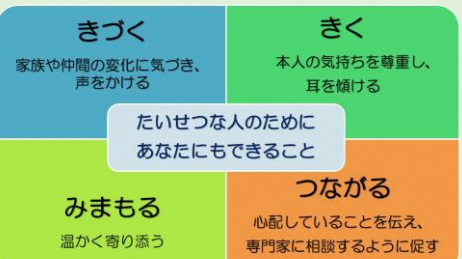 きづく
家族や仲間の変化に気づき、
声をかける
きく
本人の気持ちを尊重し、
耳を傾ける
たいせつな人のために
あなたにもできること
みまもる
温かく寄り添う
つながる
心配していることを伝え、
専門家に相談するように促す